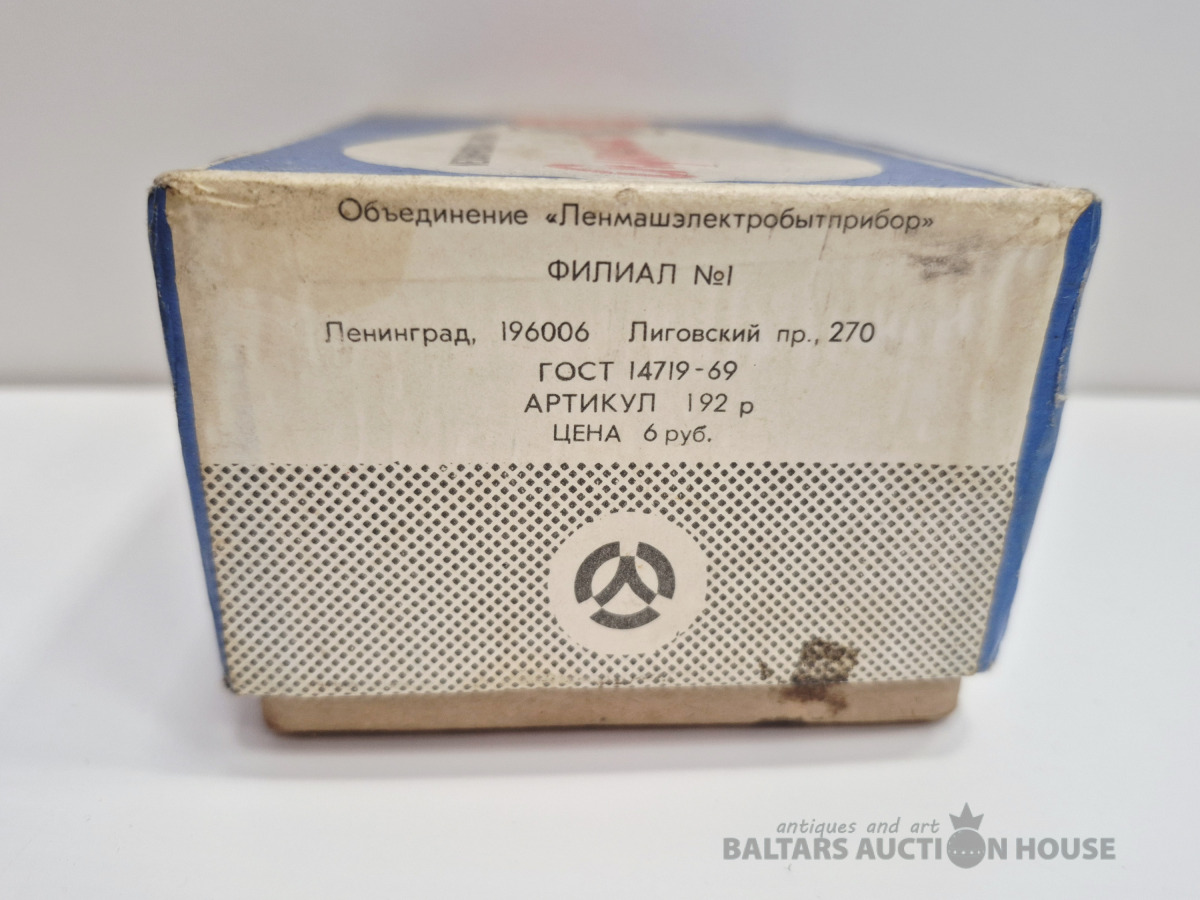 Объединение «Ленмашэлектробытприбор»
ФИЛИАЛ №1
Ленинград, 196006 Лиговский пр., 270
ГОСТ 14719-69
АРТИКУЛ 192 р
ЦЕНА 6 руб.
antiques and art
BALTARS AUCTION HOUSE